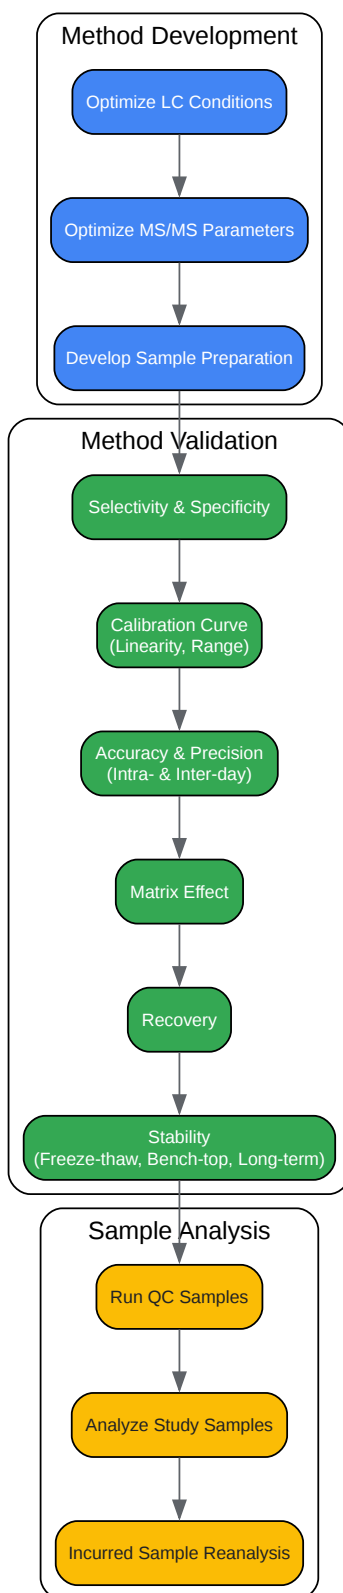 Method Development
Optimize LC Conditions
Optimize MS/MS Parameters
Develop Sample Preparation
Method Validation
Selectivity & Specificity
Calibration Curve
(Linearity, Range)
Accuracy & Precision
(Intra- & Inter-day)
Matrix Effect
Recovery
Stability
(Freeze-thaw, Bench-top, Long-term)
Sample Analysis
Run QC Samples
Analyze Study Samples
Incurred Sample Reanalysis